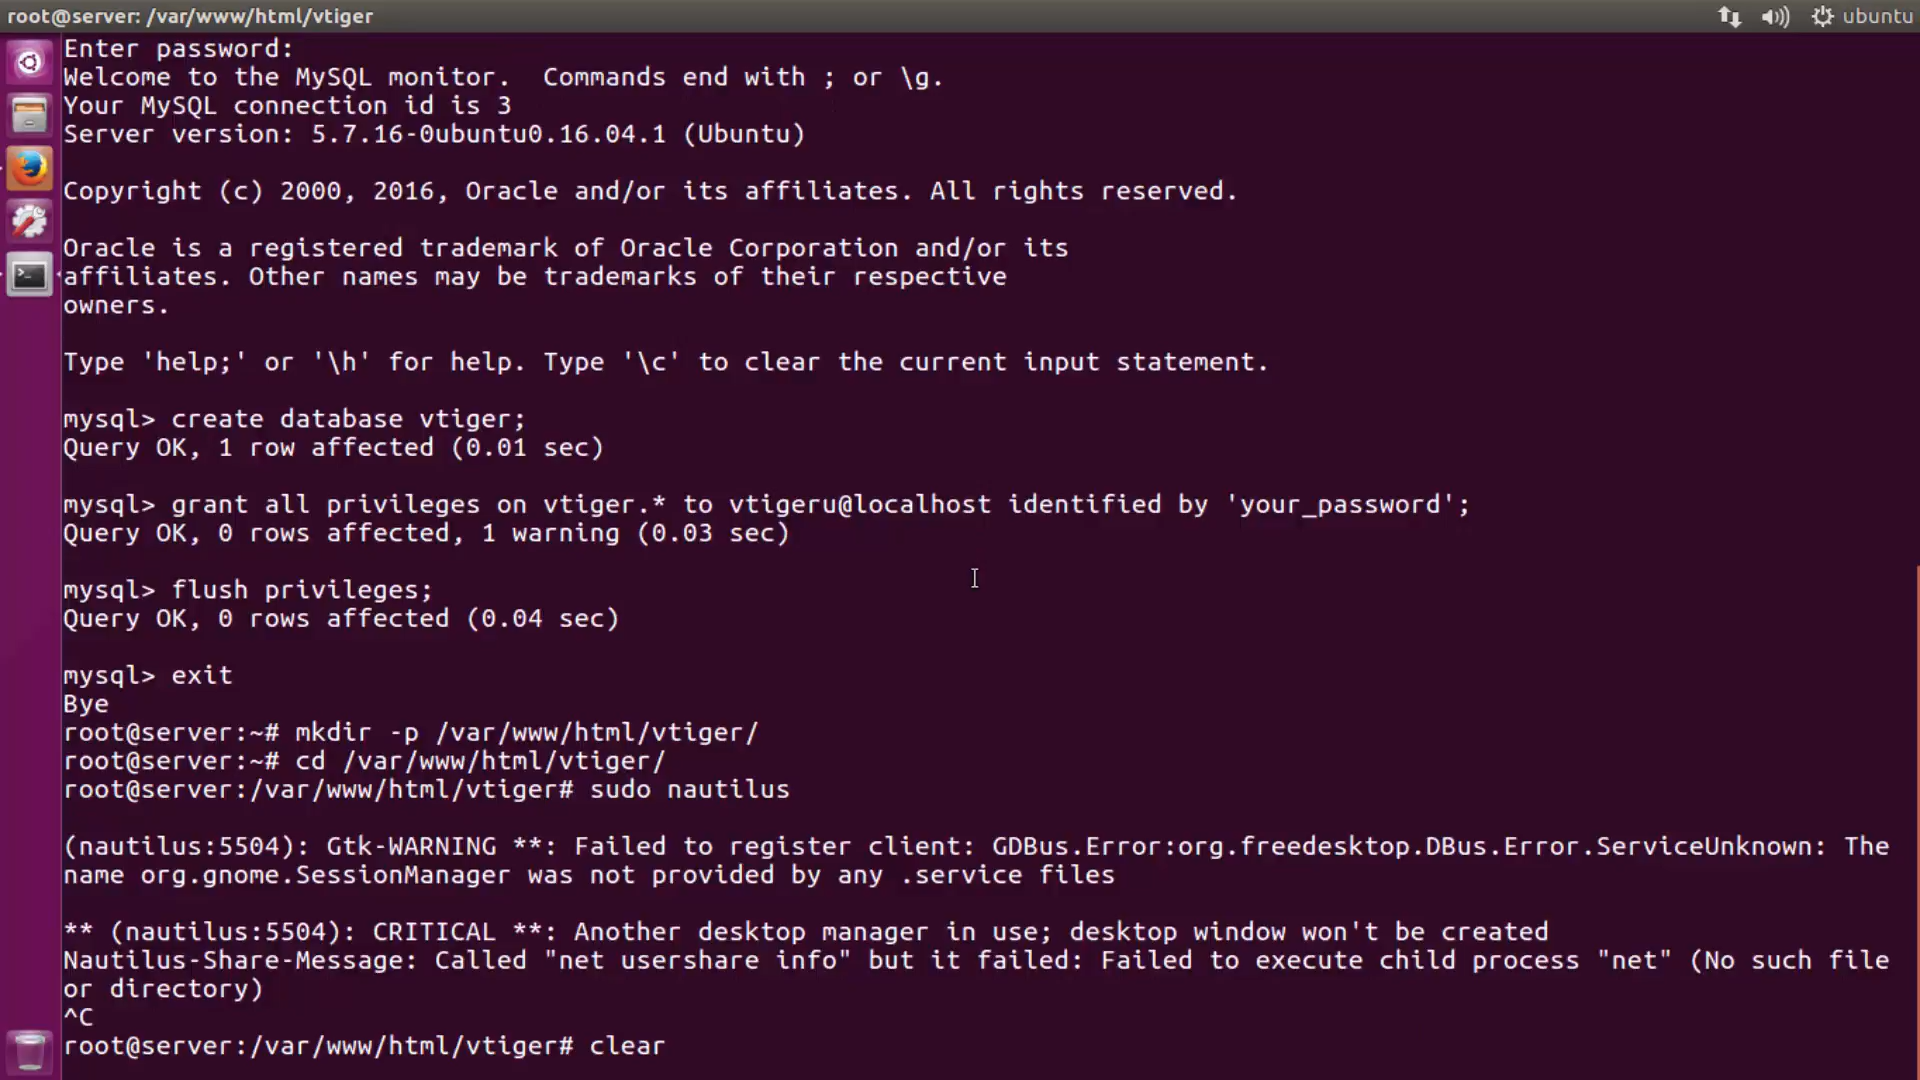 root@server: /var/www/html/vtiger
ubuntu
Enter password:
Welcome to the MySQL monitor.  Commands end with ; or \g.
Your MySQL connection id is 3
Server version: 5.7.16-0ubuntu0.16.04.1 (Ubuntu)
Copyright (c) 2000, 2016, Oracle and/or its affiliates. All rights reserved.
Oracle is a registered trademark of Oracle Corporation and/or its
affiliates. Other names may be trademarks of their respective
owners.
Type 'help;' or '\h' for help. Type '\c' to clear the current input statement.
mysql> create database vtiger;
Query OK, 1 row affected (0.01 sec)
mysql> grant all privileges on vtiger.* to vtigeru@localhost identified by 'your_password';
Query OK, 0 rows affected, 1 warning (0.03 sec)
mysql> flush privileges;
Query OK, 0 rows affected (0.04 sec)
mysql> exit
Bye
root@server:~# mkdir -p /var/www/html/vtiger/
root@server:~# cd /var/www/html/vtiger/
root@server:/var/www/html/vtiger# sudo nautilus
(nautilus:5504): Gtk-WARNING **: Failed to register client: GDBus.Error:org.freedesktop.DBus.Error.ServiceUnknown: The
name org.gnome.SessionManager was not provided by any .service files
** (nautilus:5504): CRITICAL **: Another desktop manager in use; desktop window won't be created
Nautilus-Share-Message: Called "net usershare info" but it failed: Failed to execute child process "net" (No such file
or directory)
^C
root@server:/var/www/html/vtiger# clear